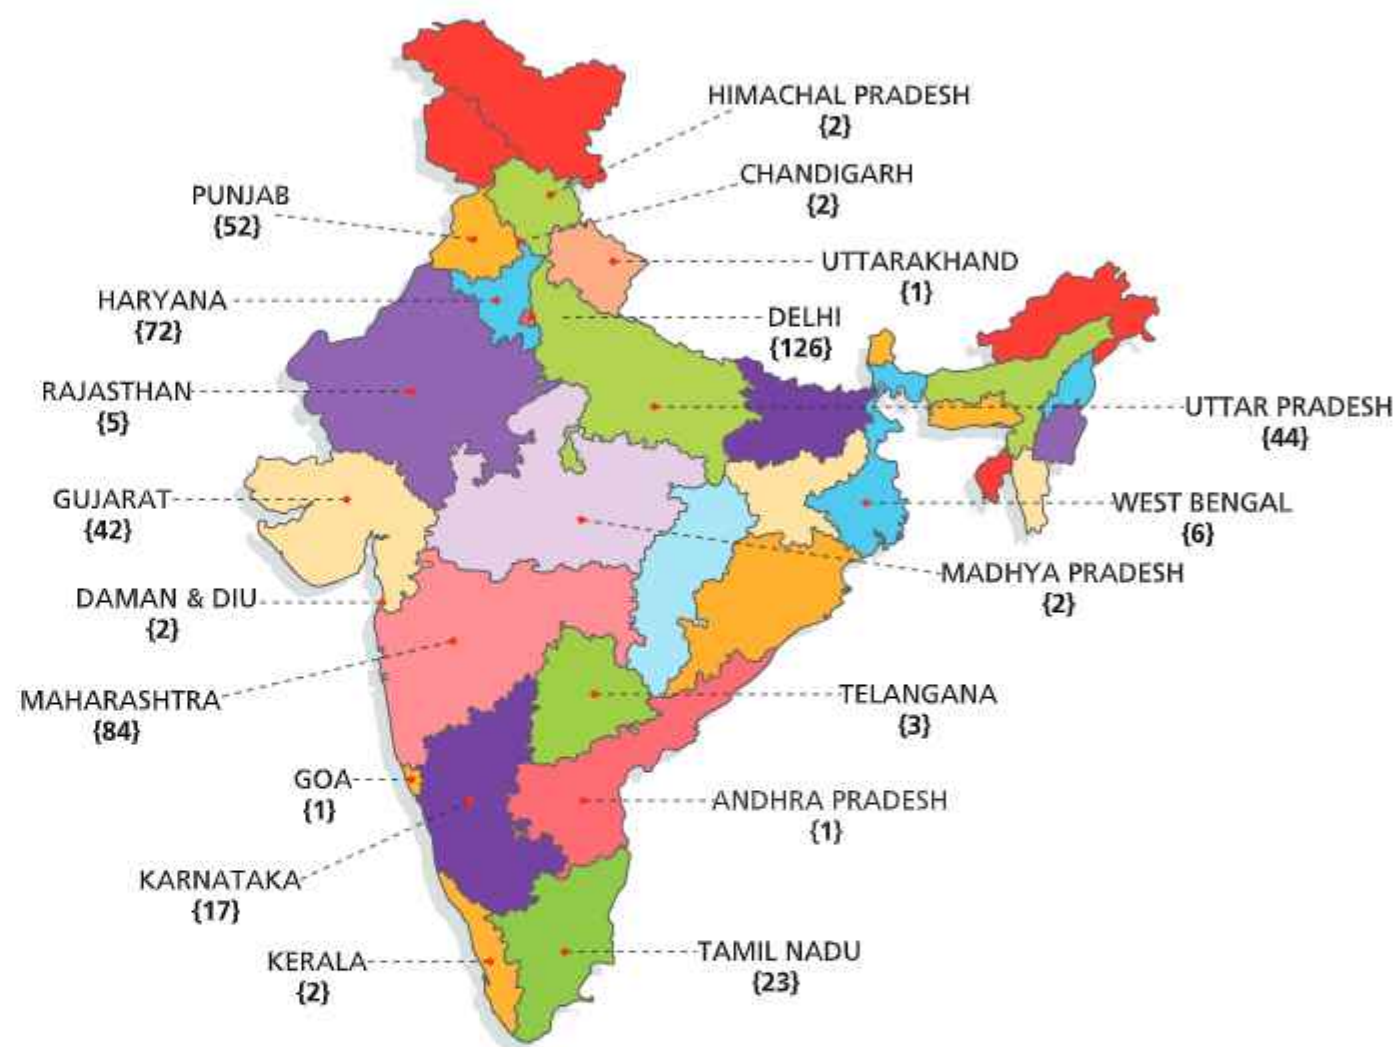 HIMACHAL PRADESH
{2}
CHANDIGARH
{2}
PUNJAB
{52}
UTTARAKHAND
{1}
HARYANA
{72}
DELHI
{126}
RAJASTHAN
{5}
UTTAR PRADESH
{44}
GUJARAT
{42}
WEST BENGAL
{6}
MADHYA PRADESH
{2}
DAMAN & DIU
{2}
MAHARASHTRA
{84}
TELANGANA
{3}
GOA
{1}
ANDHRA PRADESH
{1}
KARNATAKA
{17}
TAMIL NADU
{23}
KERALA
{2}